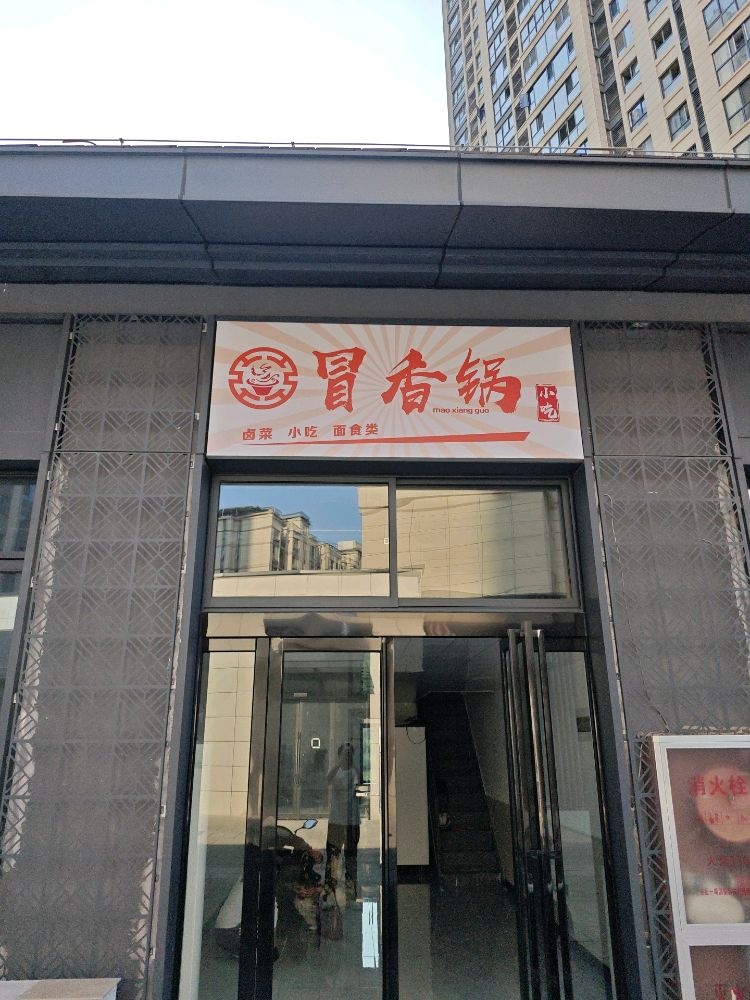 冒香锅
mao xiang guo
小吃
卤菜 小吃 面食类
消火栓